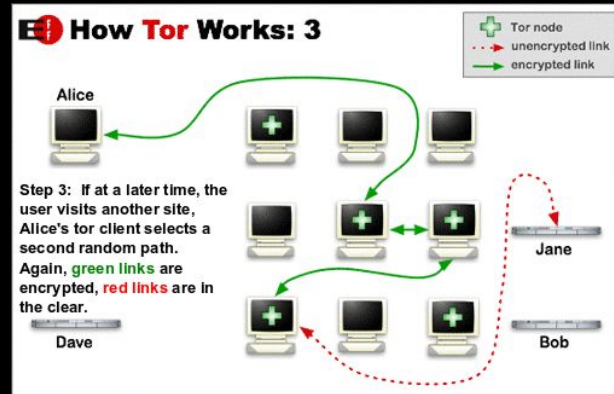 EFF How Tor Works: 3
Tor node
unencrypted link
encrypted link
Alice
Step 3: If at a later time, the
user visits another site,
Alice's tor client selects a
second random path.
Again, green links are
encrypted, red links are in
the clear.
Jane
Dave
Bob